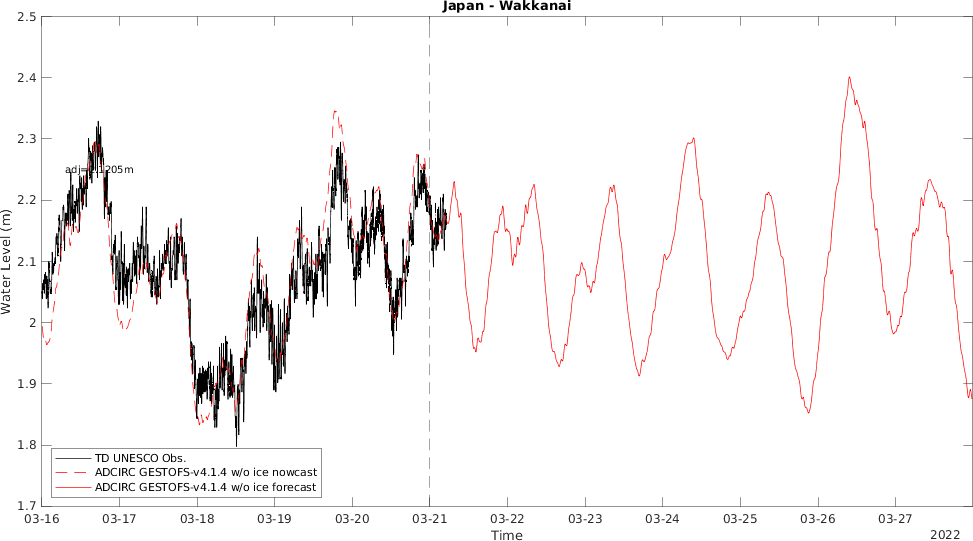 Japan - Wakkanai
2.5
2.4
2.3
2.2
2.1
2
1.9
1.8
1.7
Water Level (m)
TD UNESCO Obs.
ADCIRC GESTOFS-v4.1.4 w/o ice nowcast
ADCIRC GESTOFS-v4.1.4 w/o ice forecast
03-16 03-17 03-18 03-19 03-20 03-21 03-22 03-23 03-24 03-25 03-26 03-27
Time
2022